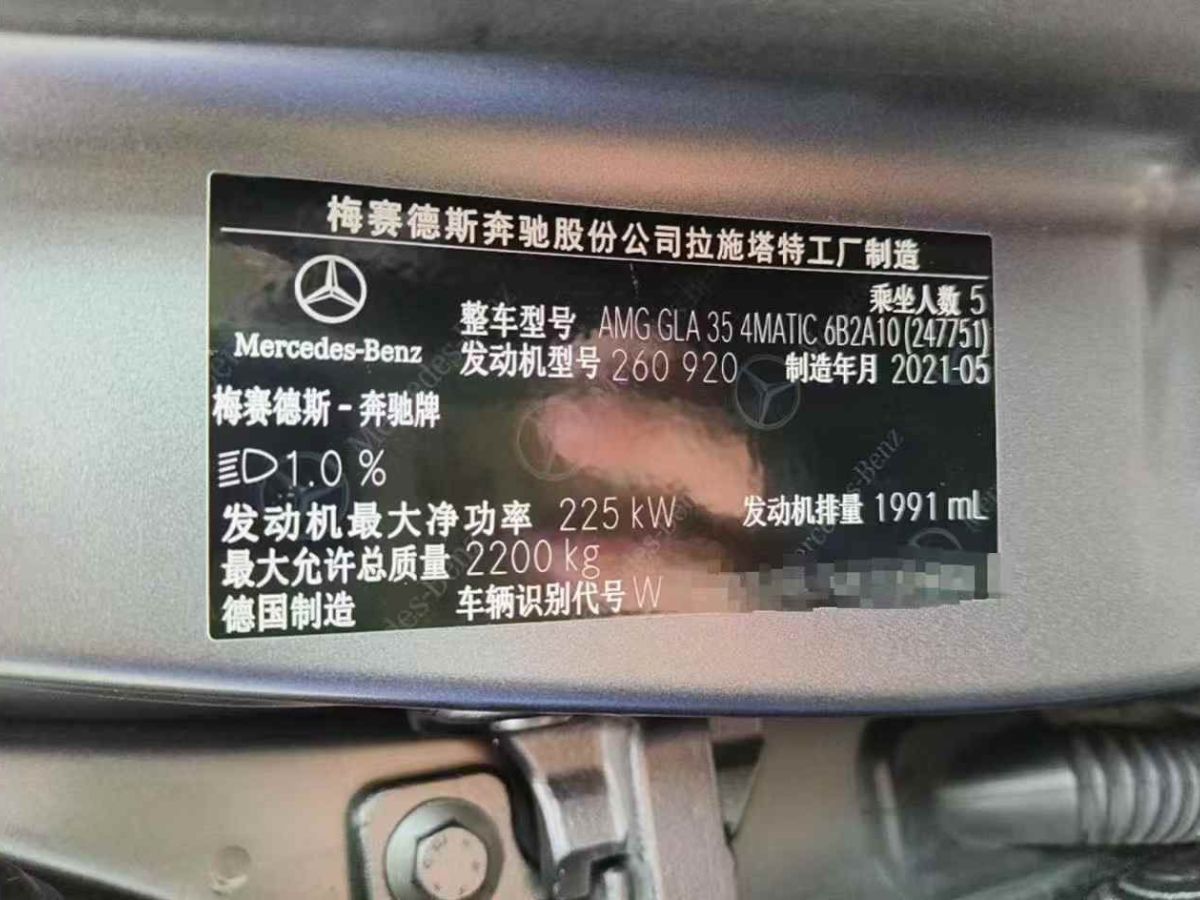 梅赛德斯奔驰股份公司拉施塔特工厂制造
乘坐人数 5
Mercedes-Benz
整车型号 AMG GLA 35 4MATIC 6B2A10 (247751)
发动机型号 260 920 制造年月 2021-05
梅赛德斯-奔驰牌
1.0 %
发动机最大净功率 225 kW 发动机排量 1991 mL
最大允许总质量 2200 kg
德国制造 车辆识别代号 W